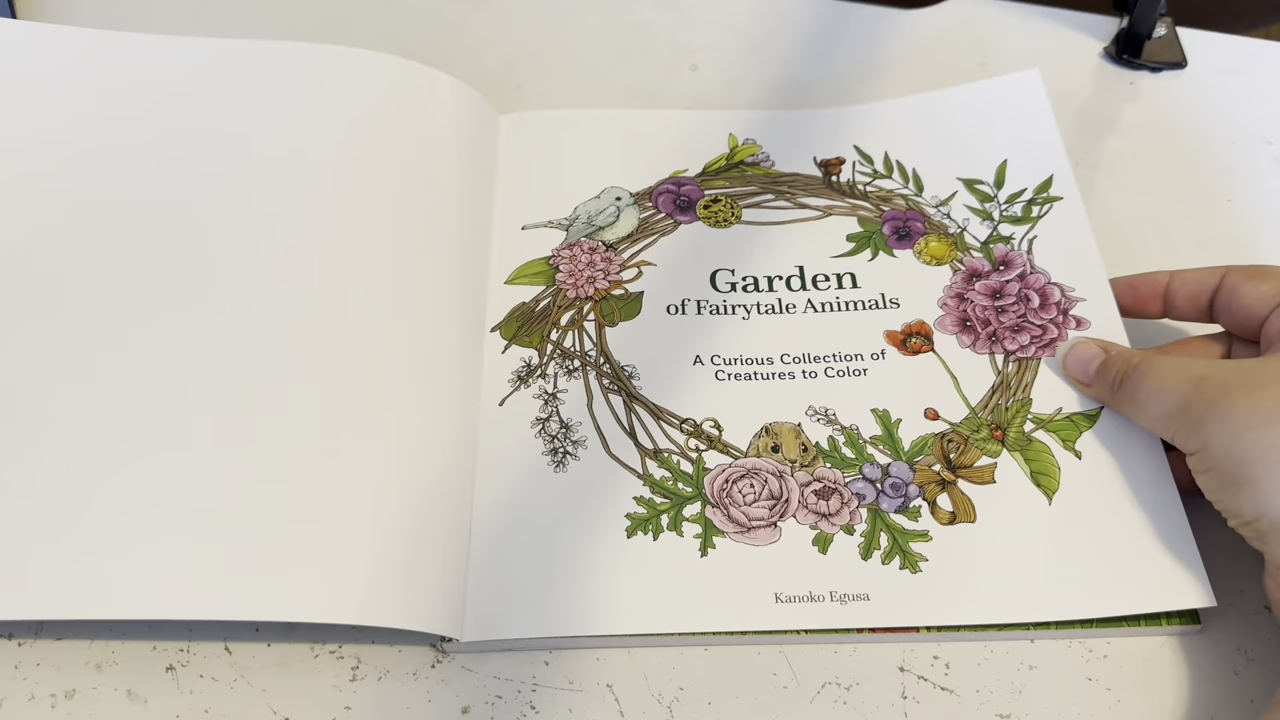 Garden
of Fairytale Animals
A Curious Collection of
Creatures to Color
Kanoko Egusa